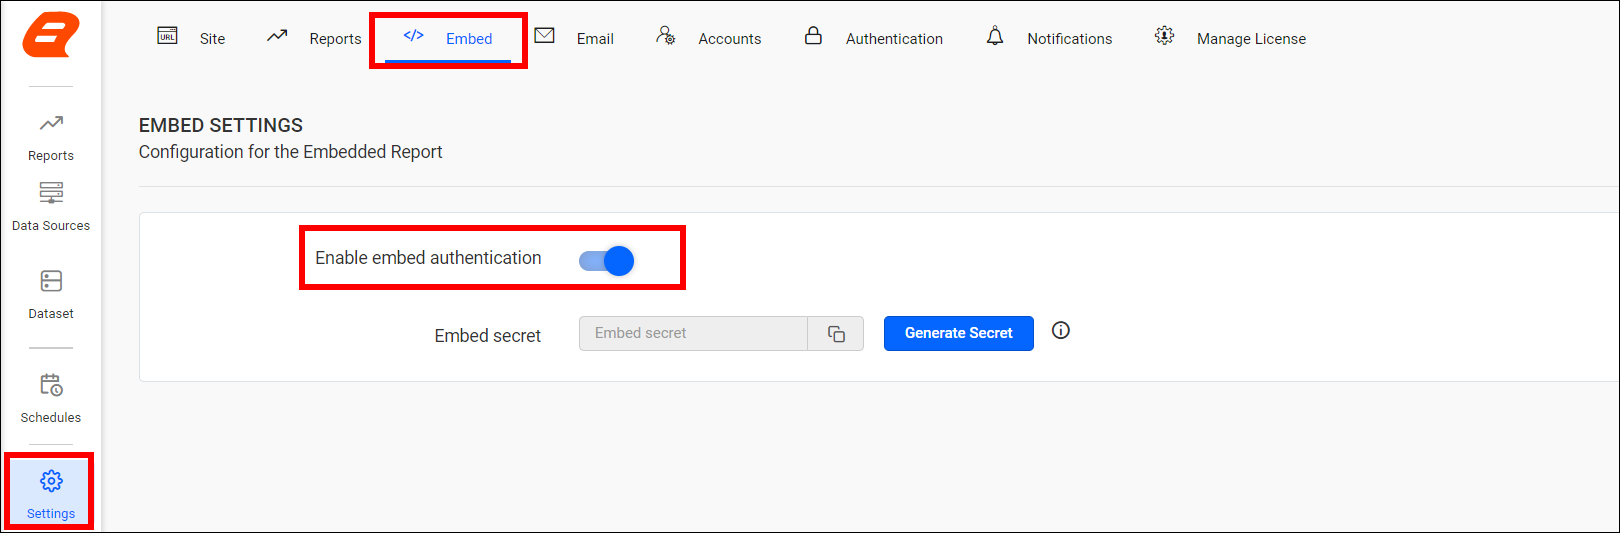 URL Site Reports </> Embed Email Accounts Authentication Notifications Manage License
EMBED SETTINGS
Configuration for the Embedded Report
Reports
Data Sources
Dataset
Schedules
Settings
Enable embed authentication
Embed secret Embed secret Generate Secret